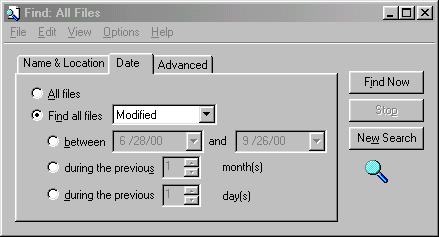 Find: All Files
File Edit View Options Help
Name & Location Date Advanced
All files
Find all files Modified
between 6 /28/00 and 9 /26/00
during the previous 1 month(s)
during the previous 1 day(s)
Find Now
Stop
New Search